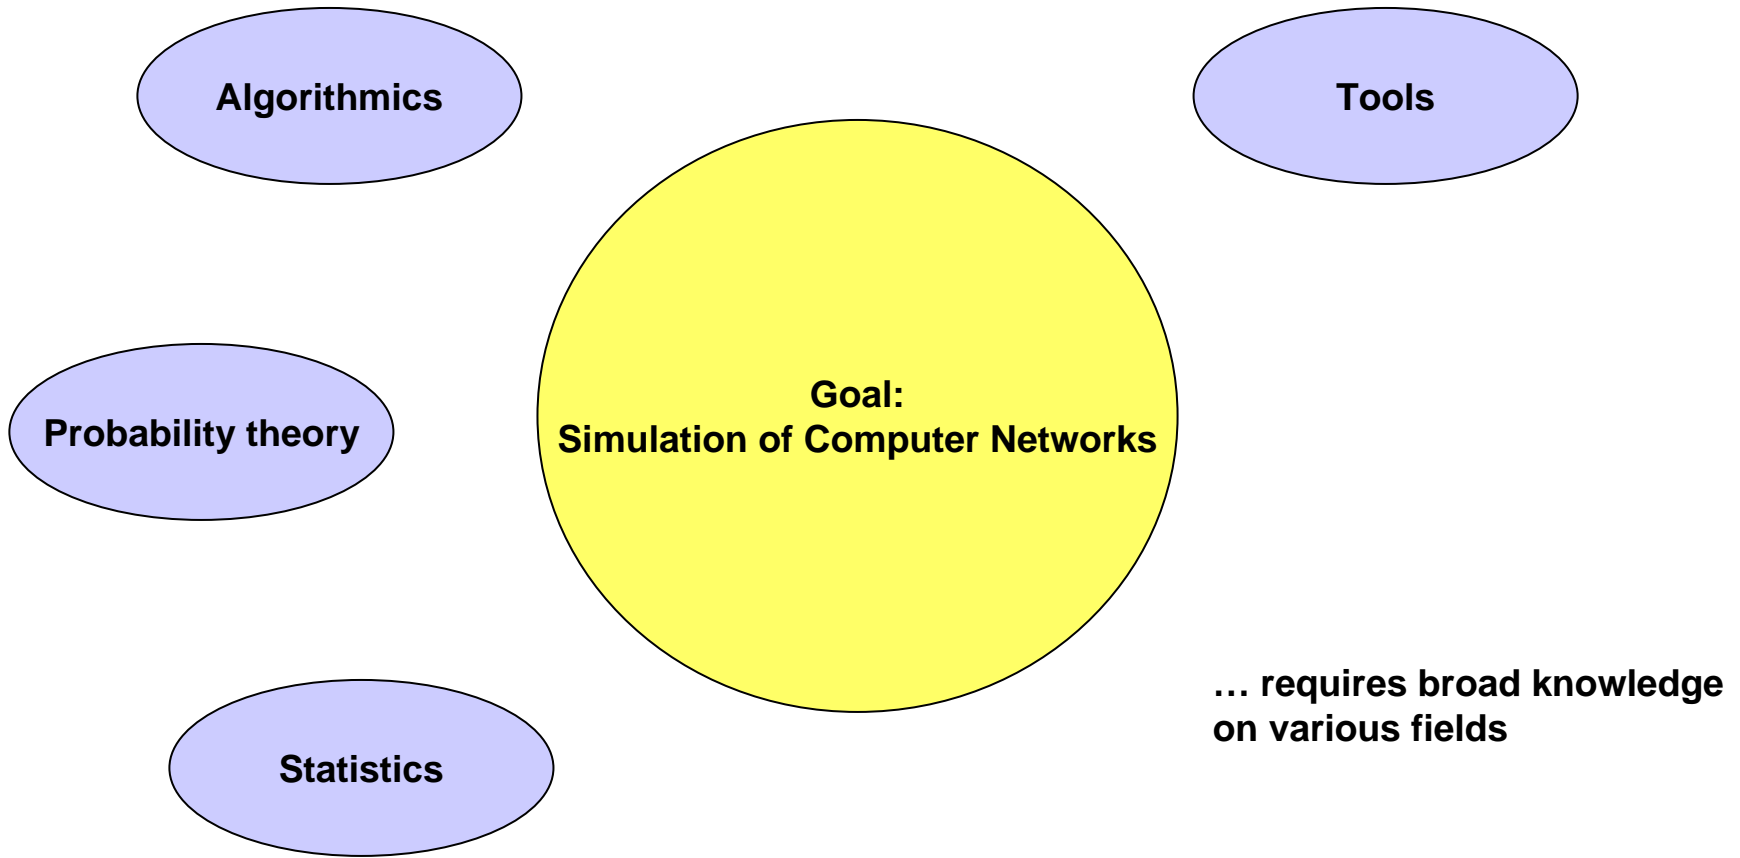 Algorithmics
Tools
Goal:
Simulation of Computer Networks
Probability theory
Statistics
… requires broad knowledge
on various fields